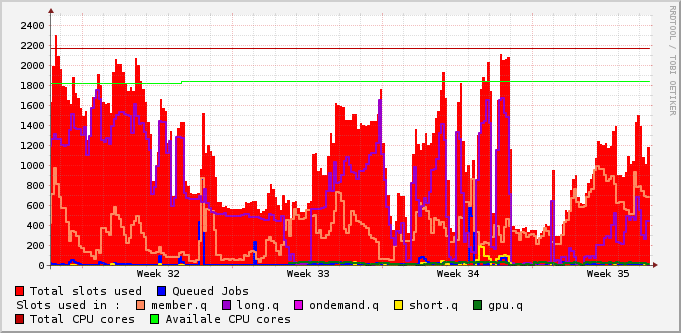 2400
2200
2000
1800
1600
1400
1200
1000
800
600
400
200
0
Week 32 Week 33 Week 34 Week 35
RRDTOOL / TOBI OETIKER
Total slots used Queued Jobs
Slots used in : member.q long.q ondemand.q short.q gpu.q
Total CPU cores Availale CPU cores